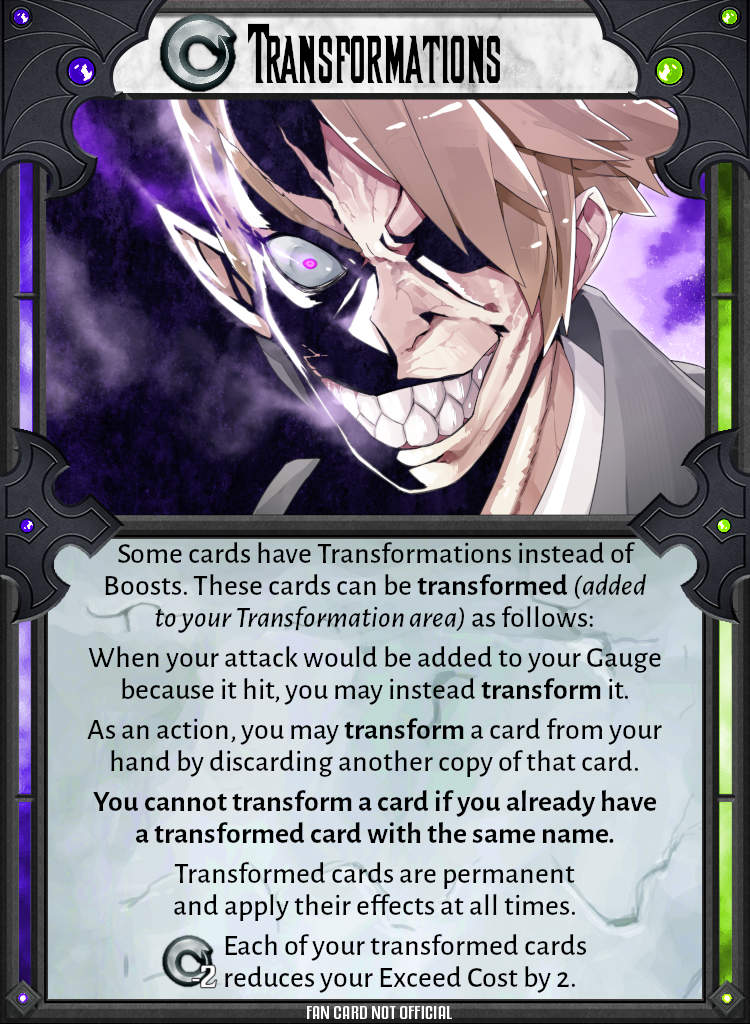 Transformations
Some cards have Transformations instead of
Boosts. These cards can be transformed (added
to your Transformation area) as follows:
When your attack would be added to your Gauge
because it hit, you may instead transform it.
As an action, you may transform a card from your
hand by discarding another copy of that card.
You cannot transform a card if you already have
a transformed card with the same name.
Transformed cards are permanent
and apply their effects at all times.
-2 Each of your transformed cards
reduces your Exceed Cost by 2.
FAN CARD NOT OFFICIAL